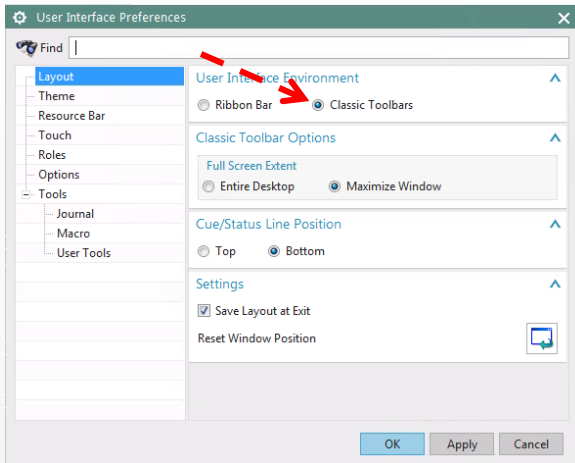 User Interface Preferences
Find
Layout
Theme
Resource Bar
Touch
Roles
Options
Tools
Journal
Macro
User Tools
User Interface Environment
Ribbon Bar Classic Toolbars
Classic Toolbar Options
Full Screen Extent
Entire Desktop Maximize Window
Cue/Status Line Position
Top Bottom
Settings
Save Layout at Exit
Reset Window Position
OK Apply Cancel